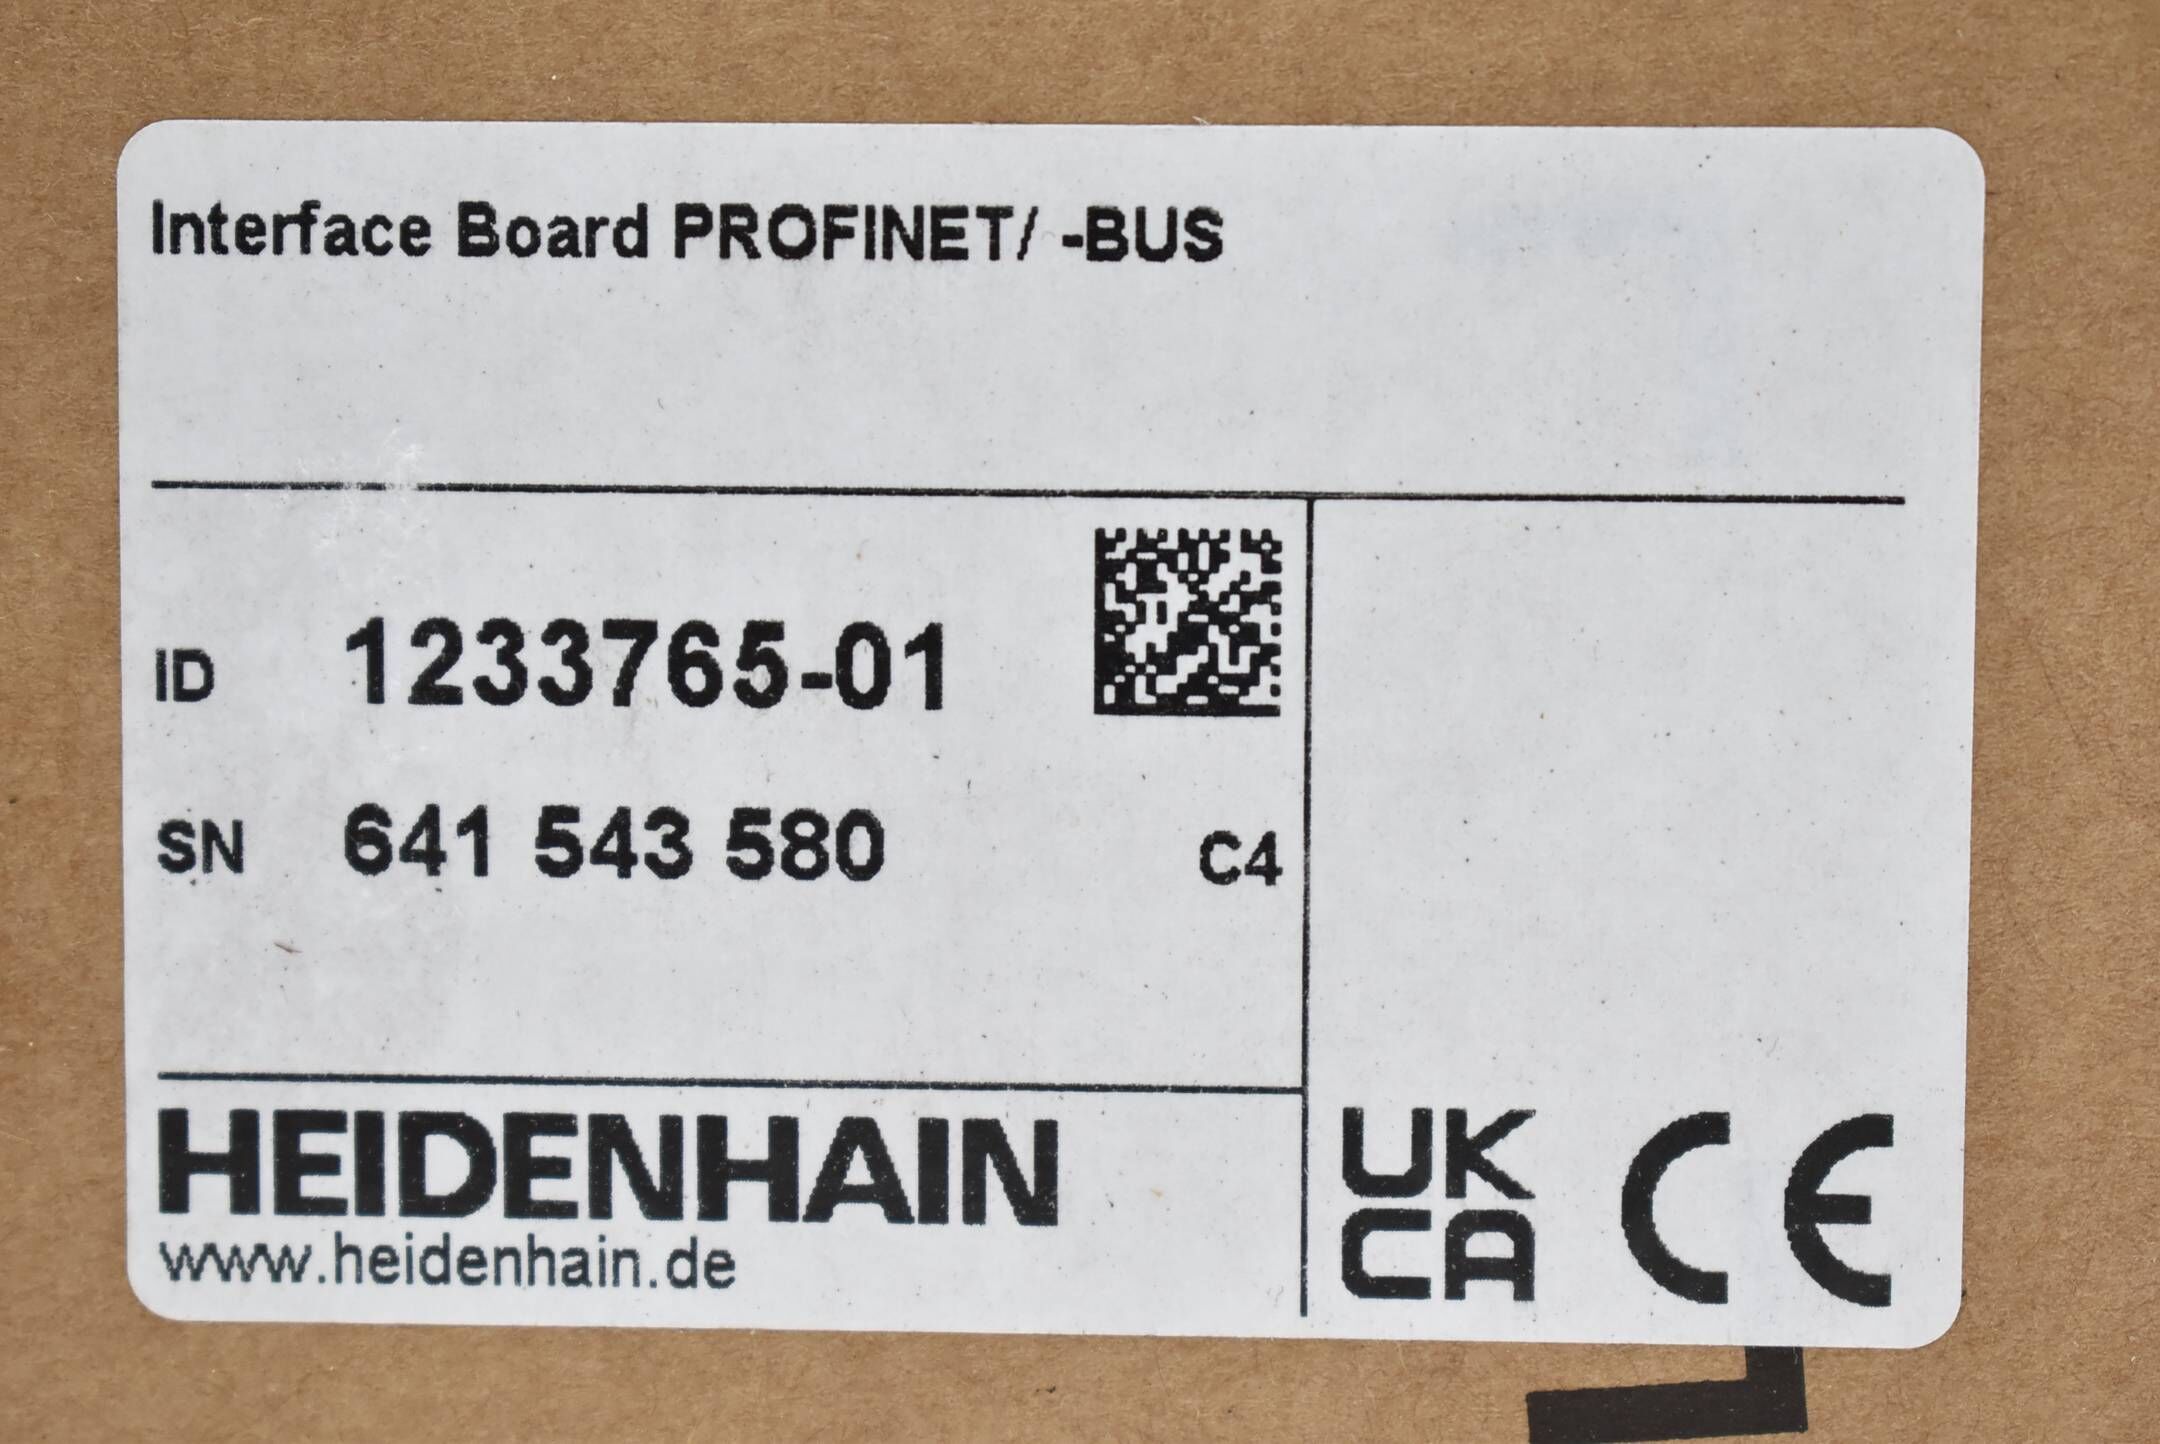 Interface Board PROFINET/ -BUS
ID 1233765-01
SN 641 543 580 C4
HEIDENHAIN
www.heidenhain.de
UK
CA
CE